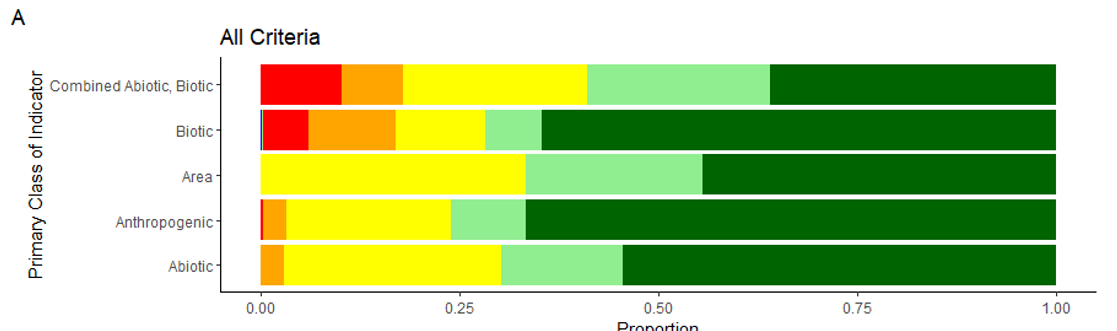 A
All Criteria
Primary Class of Indicator
Combined Abiotic, Biotic
Biotic
Area
Anthropogenic
Abiotic
0.00 0.25 0.50 0.75 1.00
Proportion